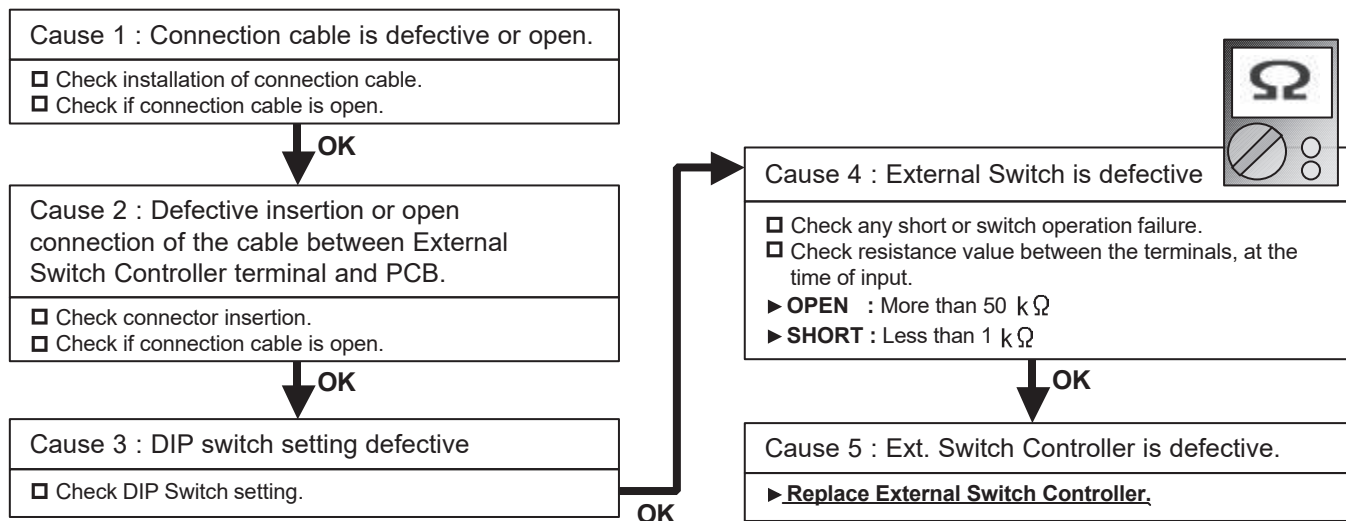 Cause 1 : Connection cable is defective or open.
☐ Check installation of connection cable.
☐ Check if connection cable is open.
OK
Cause 2 : Defective insertion or open
connection of the cable between External
Switch Controller terminal and PCB.
☐ Check connector insertion.
☐ Check if connection cable is open.
OK
Cause 3 : DIP switch setting defective
☐ Check DIP Switch setting.
OK
Ω
Cause 4 : External Switch is defective
☐ Check any short or switch operation failure.
☐ Check resistance value between the terminals, at the
time of input.
►OPEN : More than 50 kΩ
►SHORT : Less than 1 kΩ
OK
Cause 5 : Ext. Switch Controller is defective.
►Replace External Switch Controller.